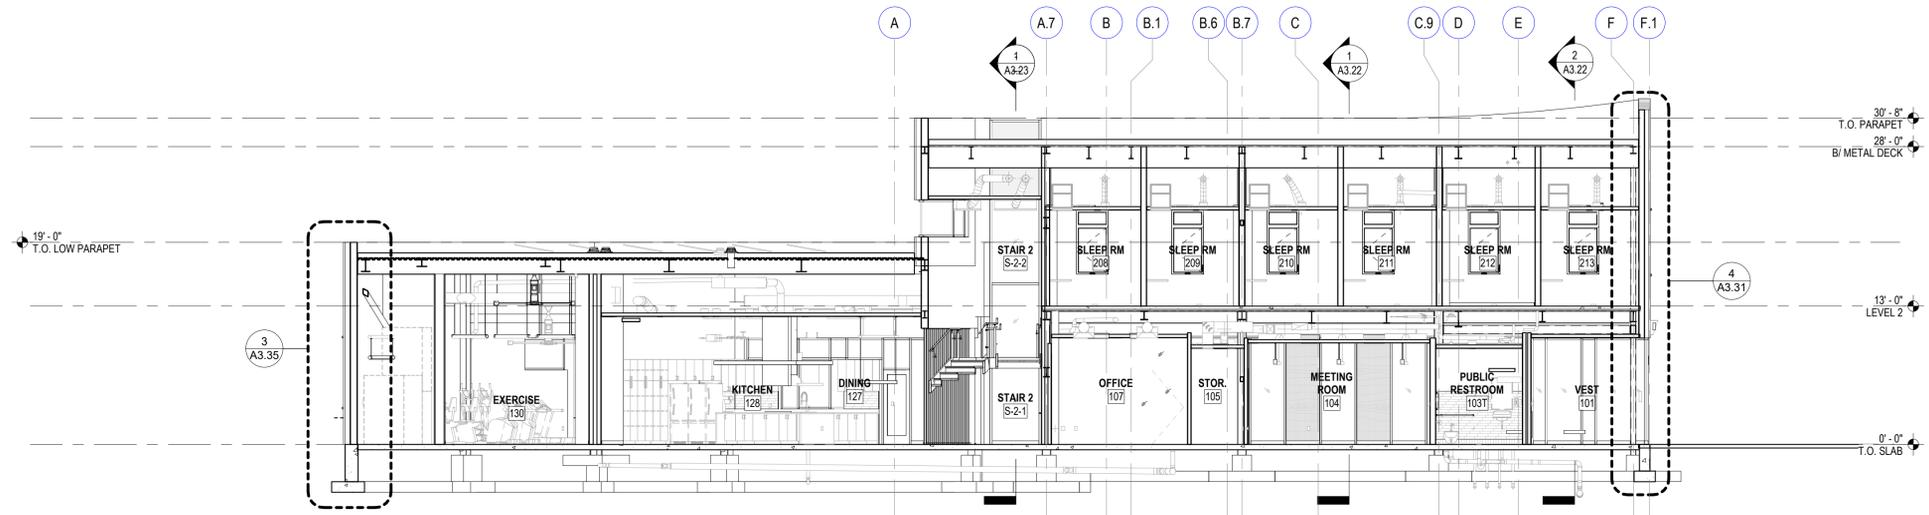 A
A.7
B
B.1
B.6
B.7
C
C.9
D
E
F
F.1
1
A3.23
1
A3.22
2
A3.22
30' - 8"
T.O. PARAPET
28' - 0"
B/ METAL DECK
19' - 0"
T.O. LOW PARAPET
STAIR 2
S-2-2
SLEEP RM
208
SLEEP RM
209
SLEEP RM
210
SLEEP RM
211
SLEEP RM
212
SLEEP RM
213
4
A3.31
13' - 0"
LEVEL 2
3
A3.35
EXERCISE
130
KITCHEN
128
DINING
127
STAIR 2
S-2-1
OFFICE
107
STOR.
105
MEETING
ROOM
104
PUBLIC
RESTROOM
103T
VEST
101
0' - 0"
T.O. SLAB